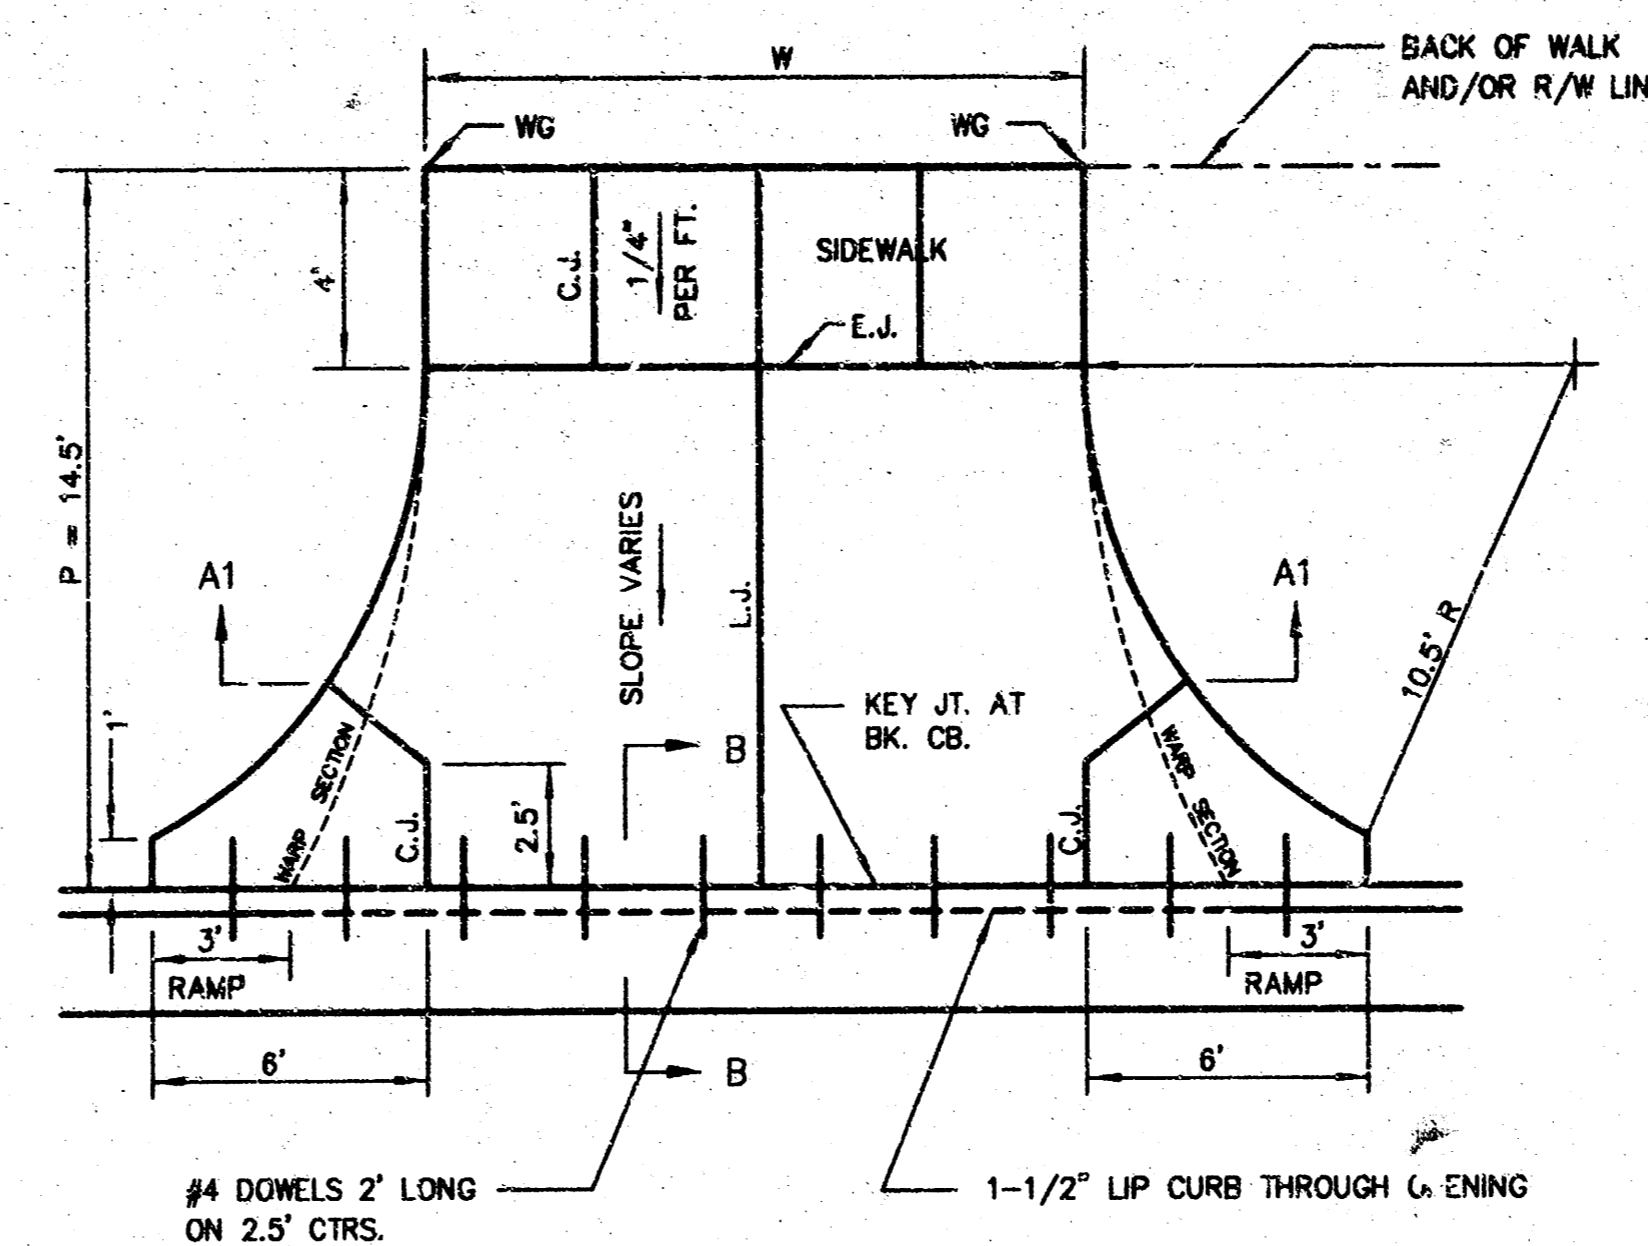 W
BACK OF WALK
AND/OR R/W LIN
WG
WG
4"
C.J.
1/4"
PER FT.
SIDEWALK
E.J.
P = 14.5'
A1
A1
SLOPE VARIES
L.J.
10.5' R
KEY JT. AT
BK. CB.
1'
B
WARP SECTION
WARP SECTION
C.J.
2.5'
C.J.
3'
RAMP
3'
RAMP
6'
B
6'
#4 DOWELS 2' LONG
ON 2.5' CTRS.
1-1/2" LIP CURB THROUGH ENING